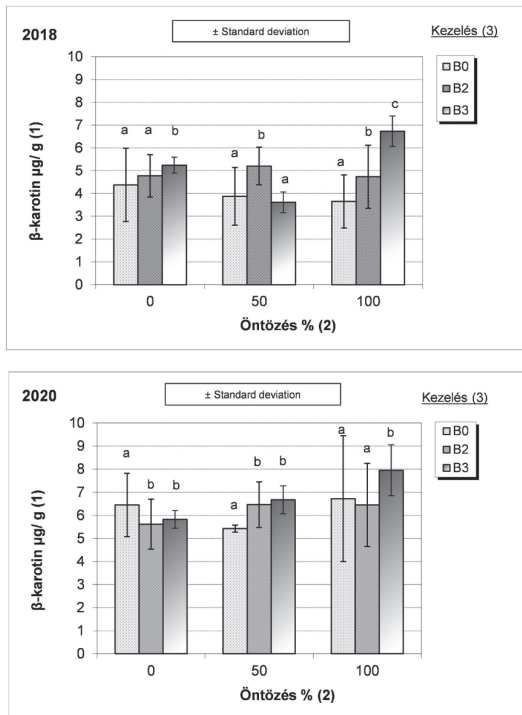 2018
± Standard deviation
Kezelés (3)
B0
B2
B3
β-karotin µg/ g (1)
10
9
8
7
6
5
4
3
2
1
0
a a b
a b a
a b c
0 50 100
Öntözés % (2)
2020
± Standard deviation
Kezelés (3)
B0
B2
B3
β-karotin µg/ g (1)
10
9
8
7
6
5
4
3
2
1
0
a b b
a b b
a a b
0 50 100
Öntözés % (2)